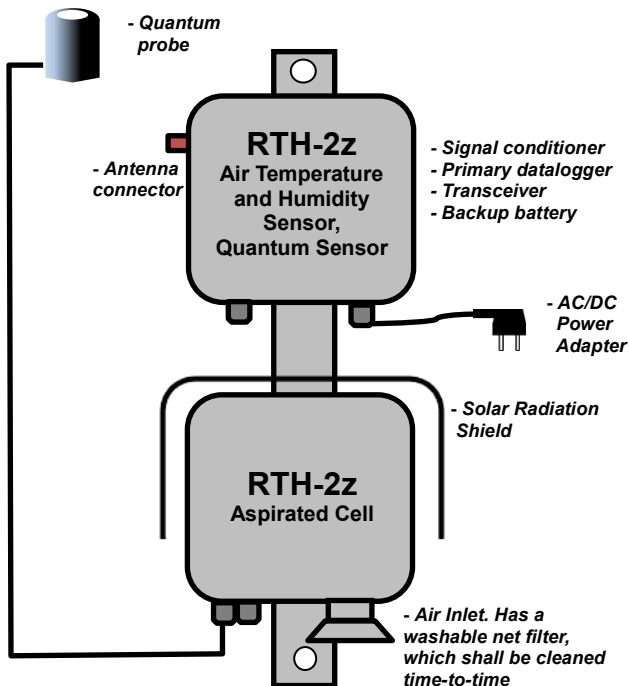 - Quantum
probe
- Antenna
connector
RTH-2z
Air Temperature
and Humidity
Sensor,
Quantum Sensor
- Signal conditioner
- Primary datalogger
- Transceiver
- Backup battery
- AC/DC
Power
Adapter
- Solar Radiation
Shield
RTH-2z
Aspirated Cell
- Air Inlet. Has a
washable net filter,
which shall be cleaned
time-to-time